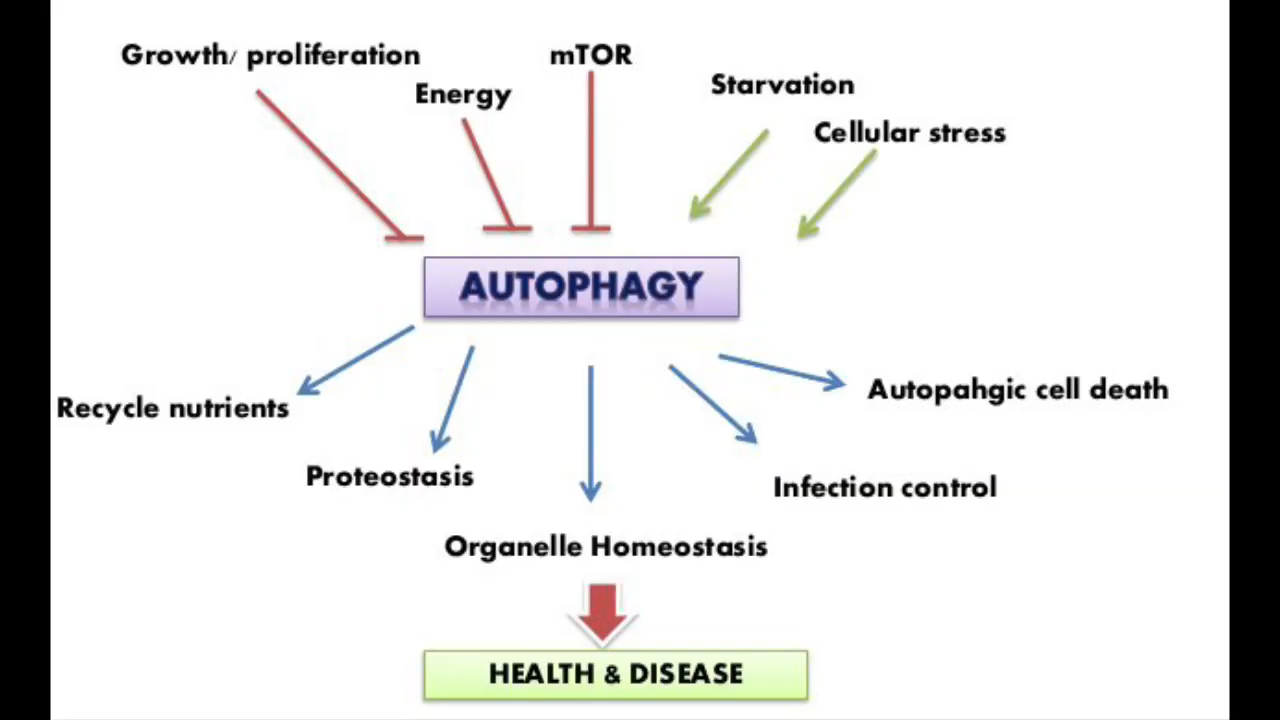 Growth/ proliferation
mTOR
Energy
Starvation
Cellular stress
AUTOPHAGY
Recycle nutrients
Autopahgic cell death
Proteostasis
Infection control
Organelle Homeostasis
HEALTH & DISEASE